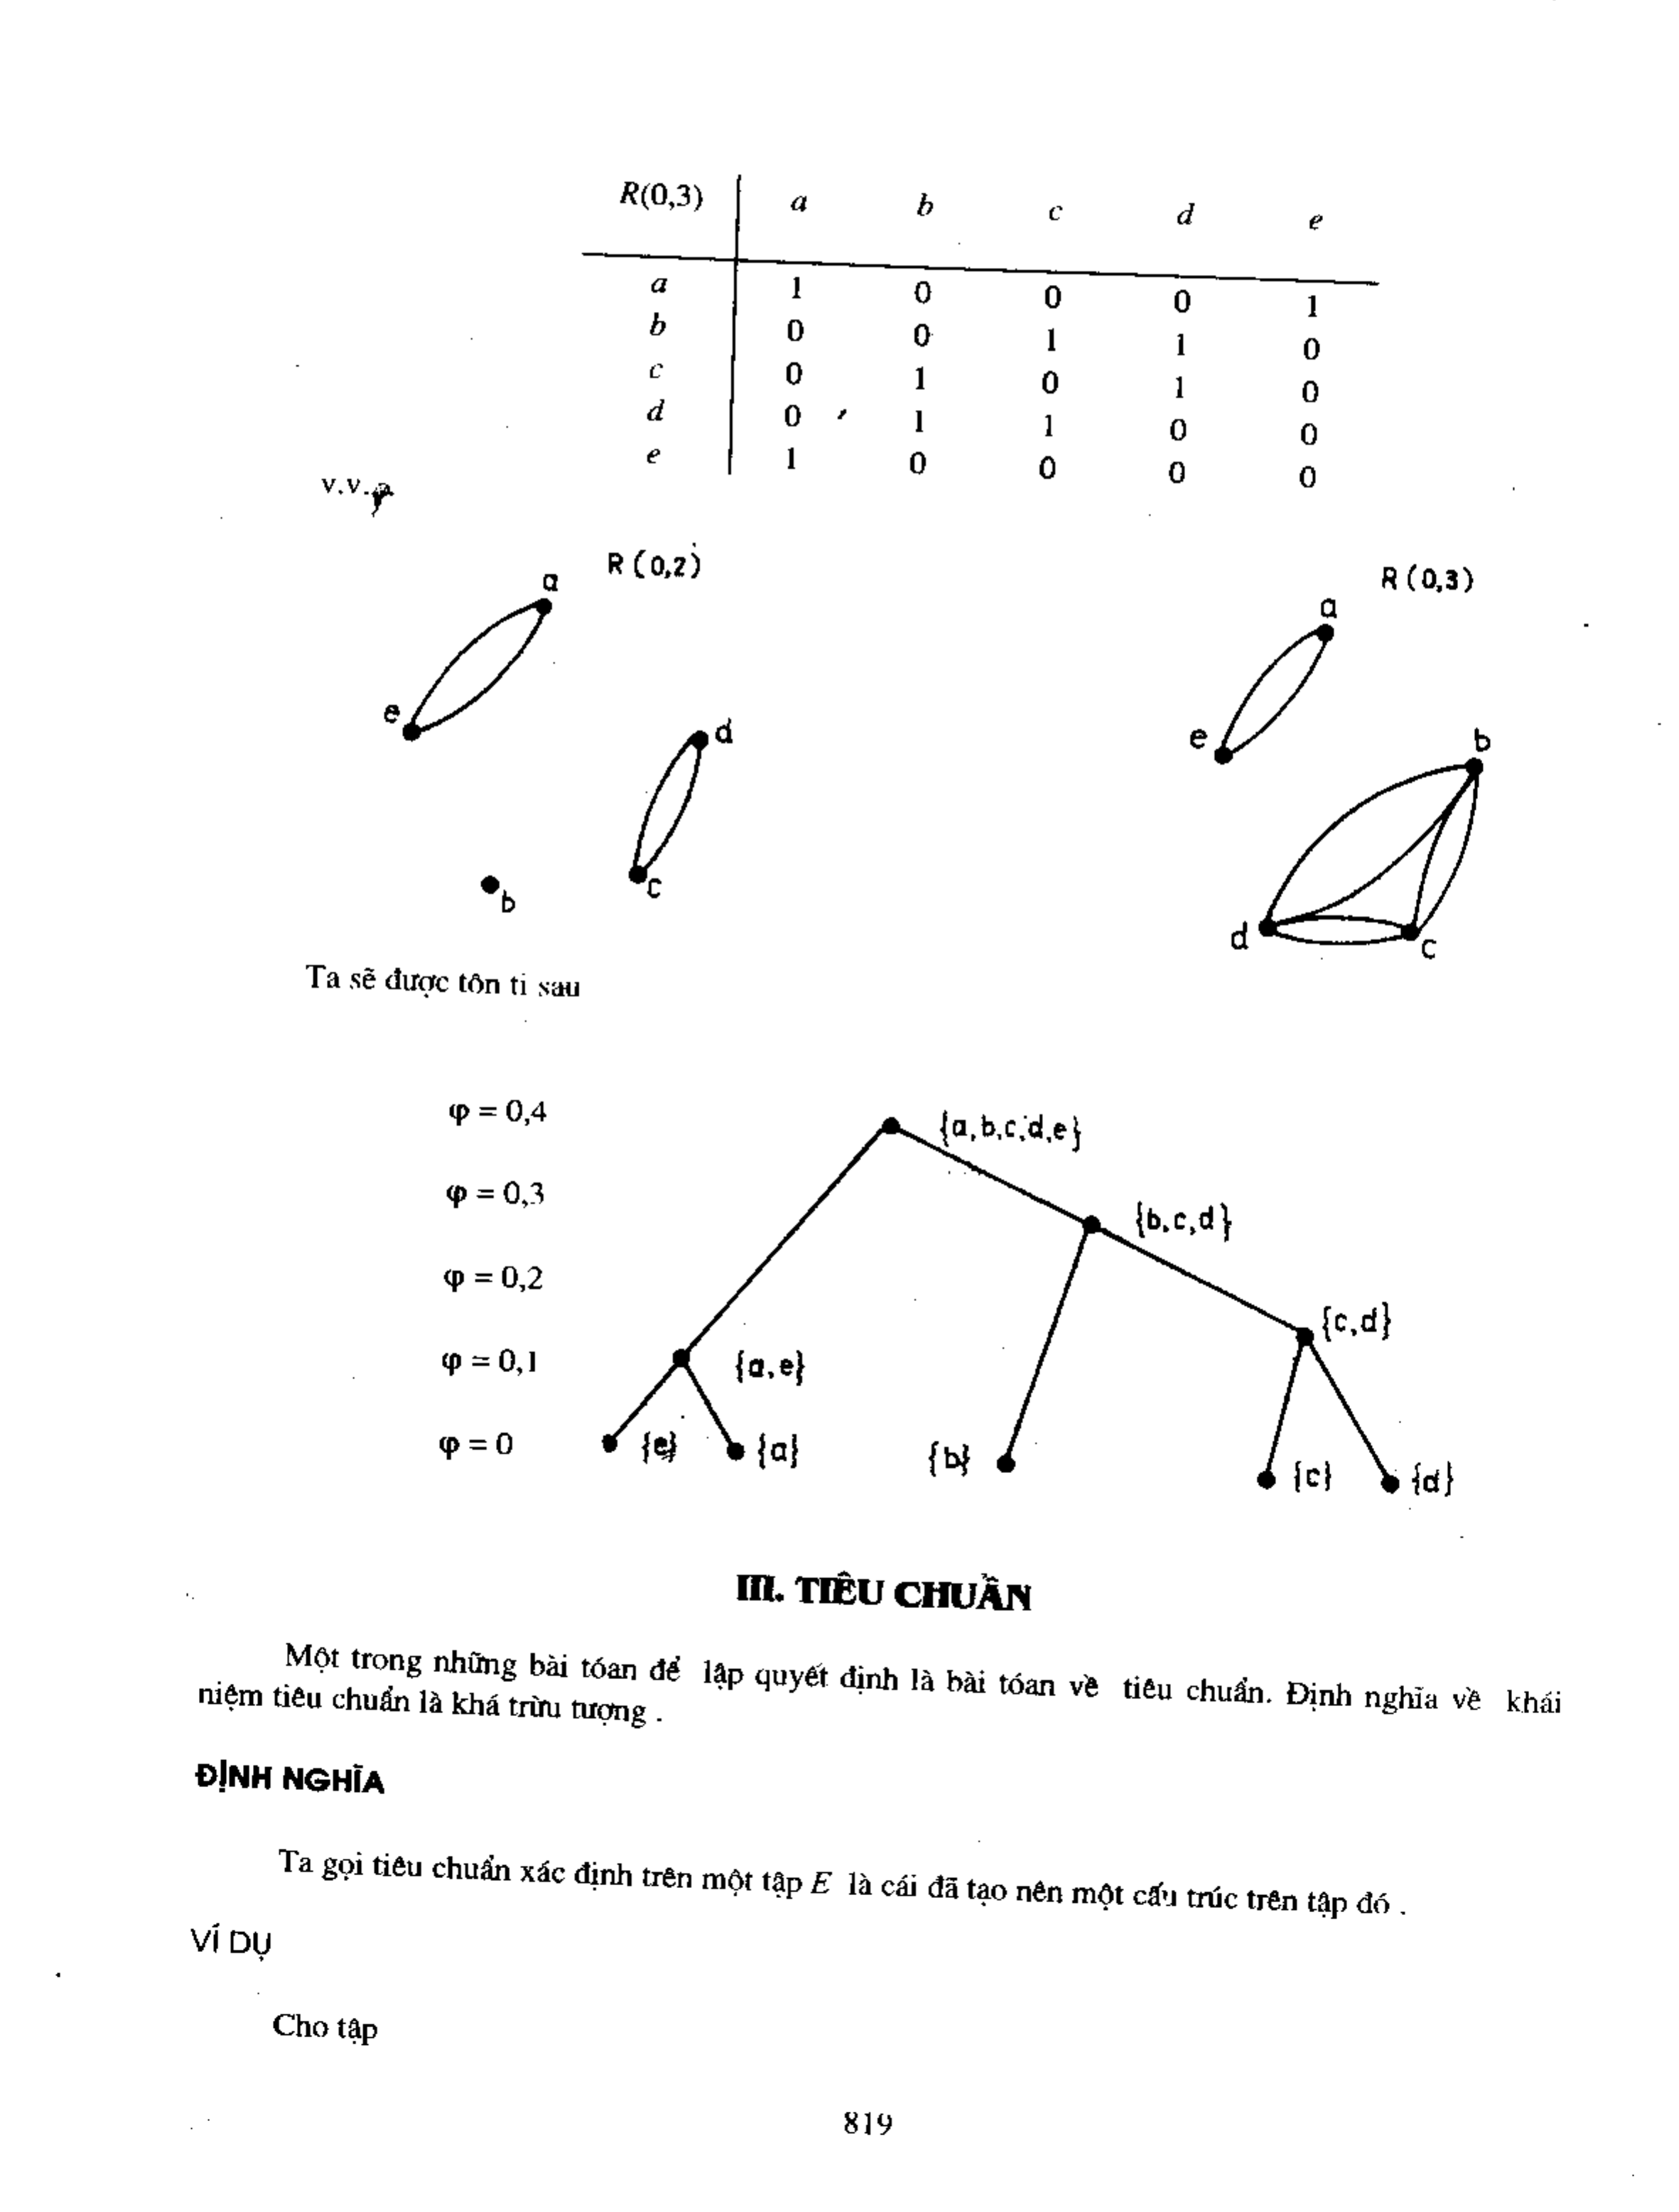 R(0,3) a b c d e
a 1 0 0 0 1
b 0 0 1 1 0
c 0 1 0 1 0
d 0 1 1 0 0
e 1 0 0 0 0
v.v.
R (0,2)
a
e
d
c
b
R (0,3)
a
e
b
d
c
Ta sẽ được tôn ti sau
φ = 0,4 {a,b,c,d,e}
φ = 0,3 {b,c,d}
φ = 0,2 {c,d}
φ = 0,1 {a,e}
φ = 0 {e} {a} {b} {c} {d}
III. TIÊU CHUẨN
Một trong những bài tóan để lập quyết định là bài tóan về tiêu chuẩn. Định nghĩa về khái
niệm tiêu chuẩn là khá trừu tượng .
ĐỊNH NGHĨA
Ta gọi tiêu chuẩn xác định trên một tập E là cái đã tạo nên một cấu trúc trên tập đó .
VÍ DỤ
Cho tập
819